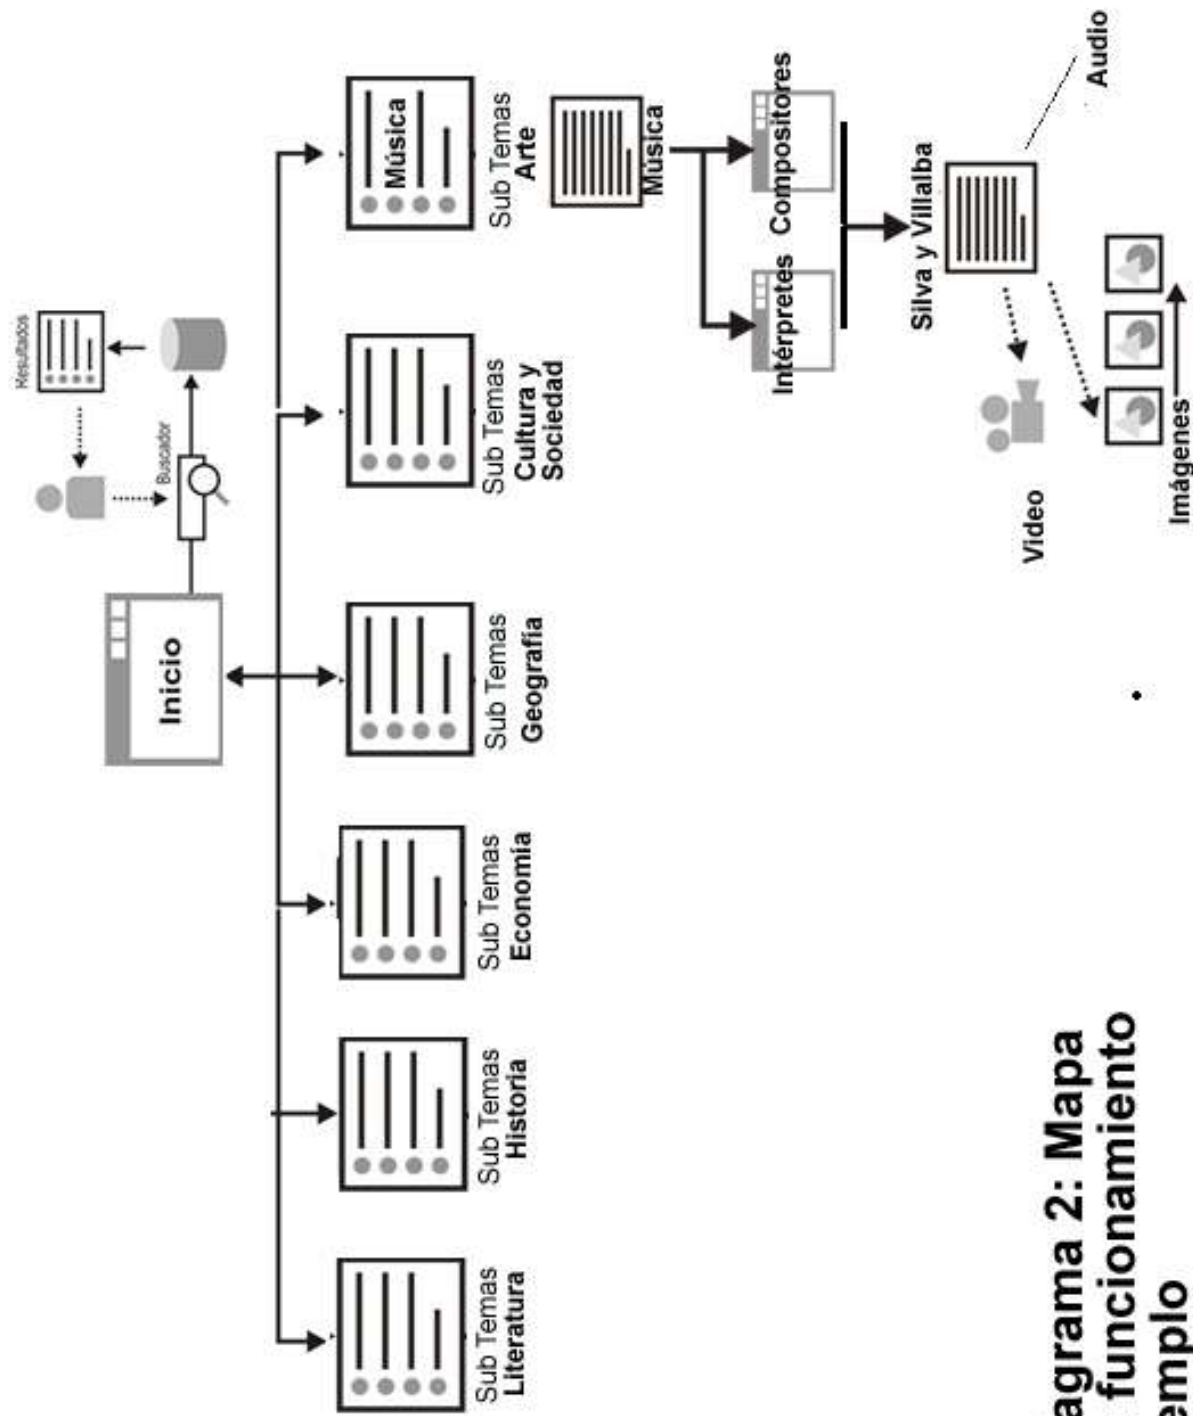 Resultados
Buscador
Inicio
Sub Temas
Literatura
Sub Temas
Historia
Sub Temas
Economía
Sub Temas
Geografía
Sub Temas
Cultura y
Sociedad
Música
Sub Temas
Arte
Música
Intérpretes
Compositores
Silva y Villalba
Audio
Video
Imágenes
agrama 2: Mapa
funcionamiento
emplo